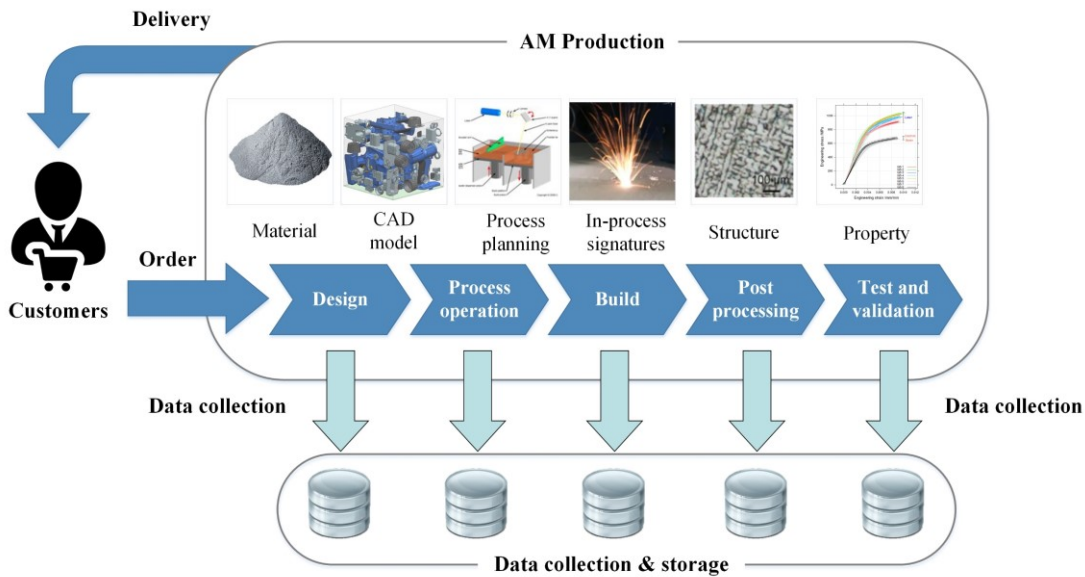 Delivery
AM Production
100μm
Material
CAD
model
Process
planning
In-process
signatures
Structure
Property
Order
Customers
Design
Process
operation
Build
Post
processing
Test and
validation
Data collection
Data collection
Data collection & storage